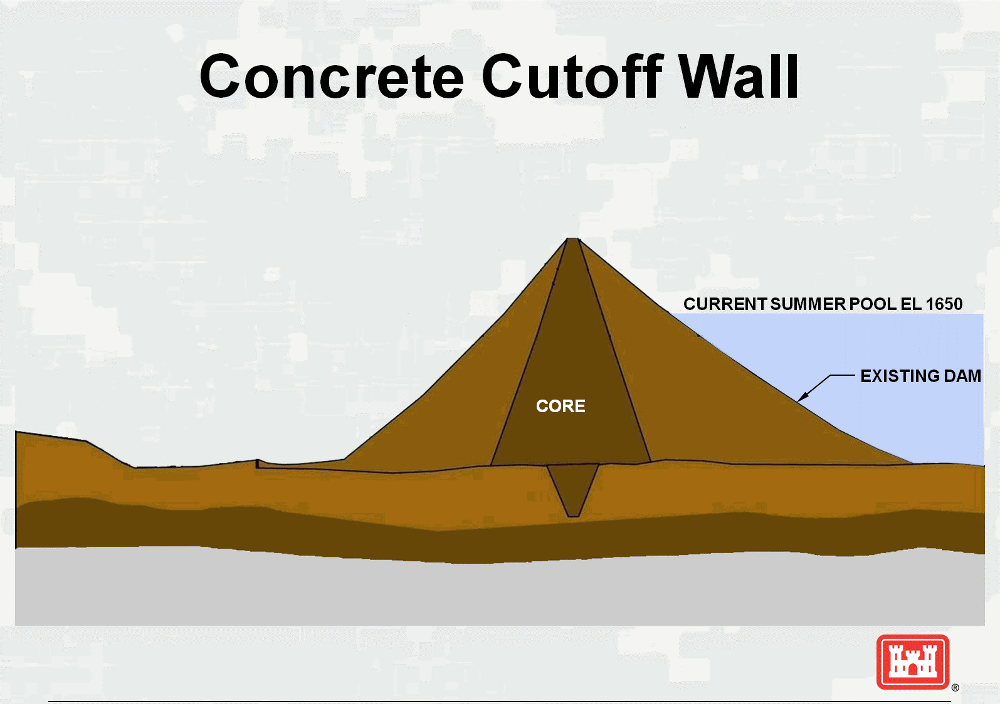 Concrete Cutoff Wall
CURRENT SUMMER POOL EL 1650
EXISTING DAM
CORE
®